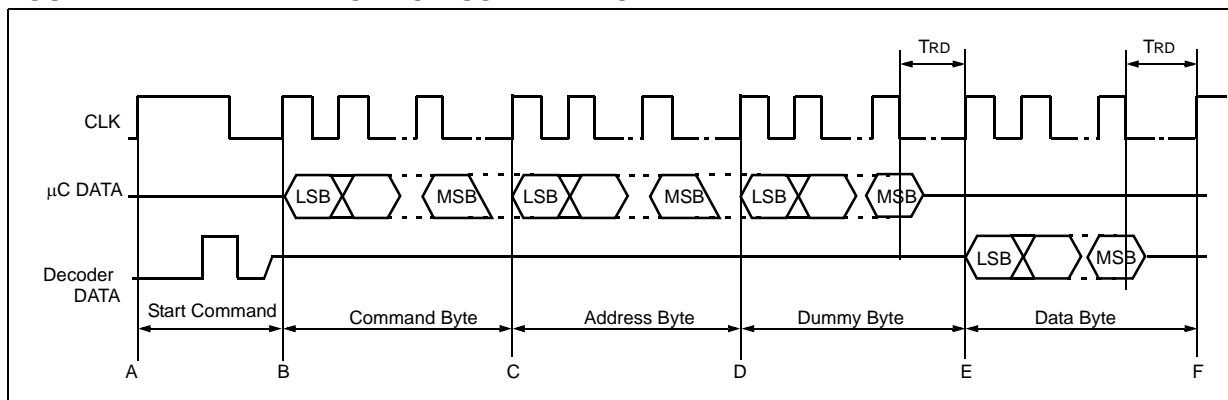 TRD TRD
CLK
μC DATA
LSB MSB LSB MSB LSB MSB
Decoder
DATA
LSB MSB
Start Command Command Byte Address Byte Dummy Byte Data Byte
A B C D E F